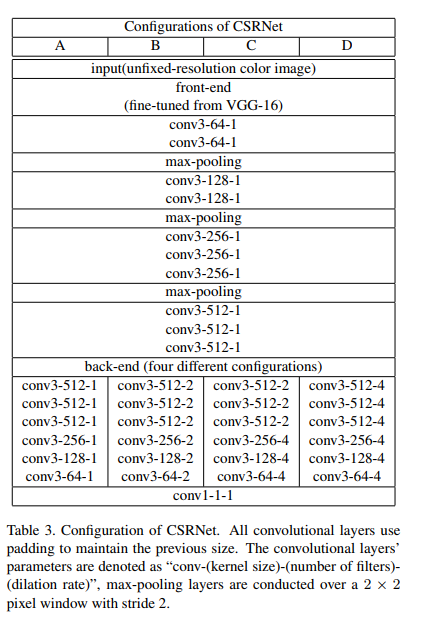 Configurations of CSRNet
A B C D
input(unfixed-resolution color image)
front-end
(fine-tuned from VGG-16)
conv3-64-1
conv3-64-1
max-pooling
conv3-128-1
conv3-128-1
max-pooling
conv3-256-1
conv3-256-1
conv3-256-1
max-pooling
conv3-512-1
conv3-512-1
conv3-512-1
back-end (four different configurations)
conv3-512-1 conv3-512-2 conv3-512-2 conv3-512-4
conv3-512-1 conv3-512-2 conv3-512-2 conv3-512-4
conv3-512-1 conv3-512-2 conv3-512-2 conv3-512-4
conv3-256-1 conv3-256-2 conv3-256-4 conv3-256-4
conv3-128-1 conv3-128-2 conv3-128-4 conv3-128-4
conv3-64-1 conv3-64-2 conv3-64-4 conv3-64-4
conv1-1-1
Table 3. Configuration of CSRNet. All convolutional layers use
padding to maintain the previous size. The convolutional layers’
parameters are denoted as “conv-(kernel size)-(number of filters)-
(dilation rate)”, max-pooling layers are conducted over a 2 × 2
pixel window with stride 2.